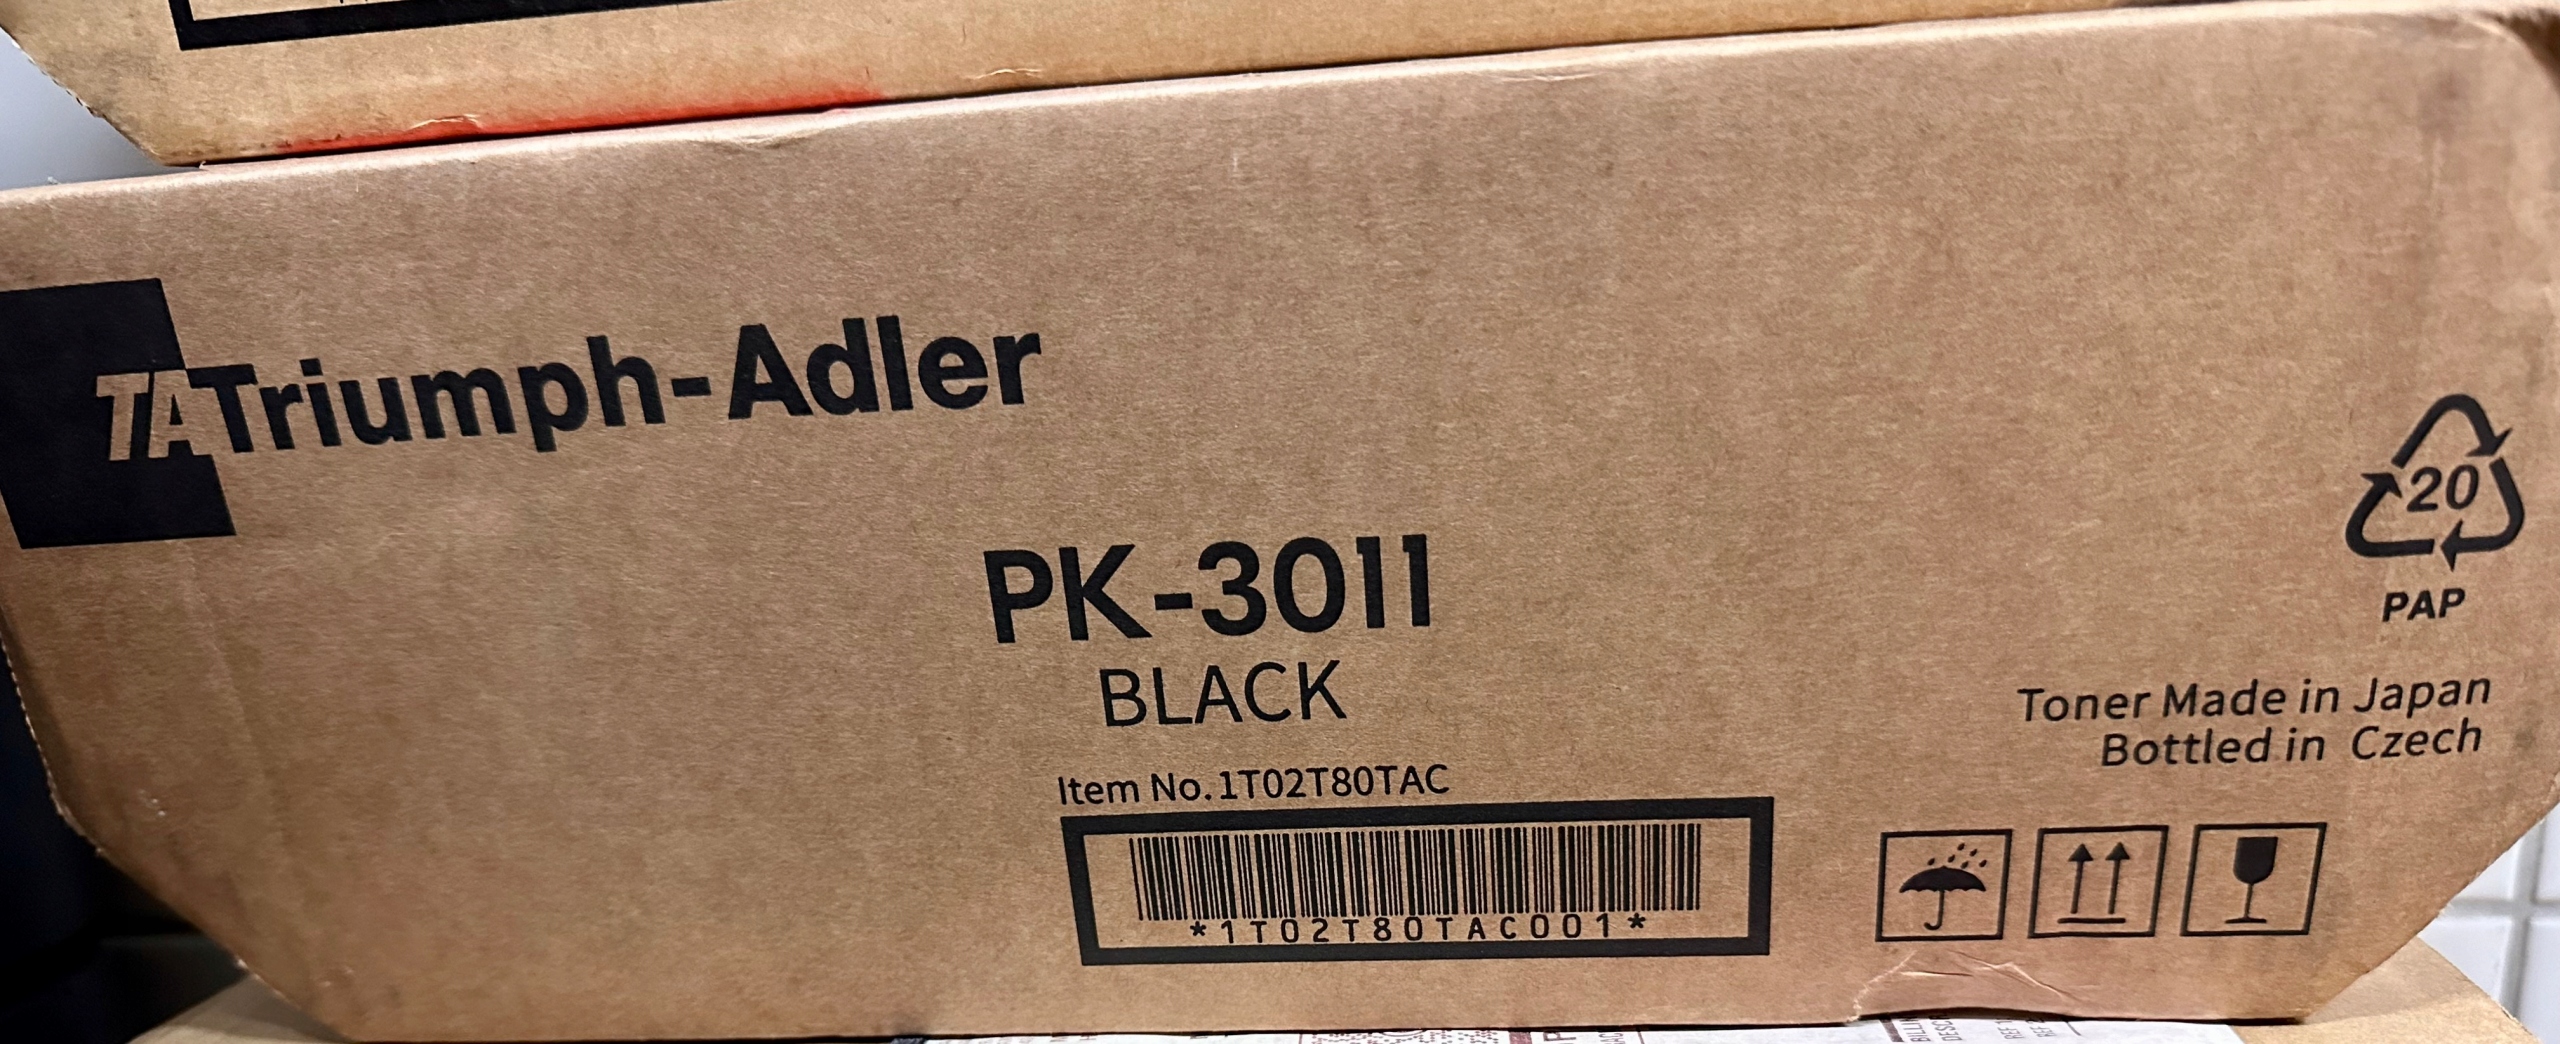 TA Triumph-Adler
PK-3011
BLACK
Item No.1T02T80TAC
*1T02T80TAC001*
20
PAP
Toner Made in Japan
Bottled in Czech